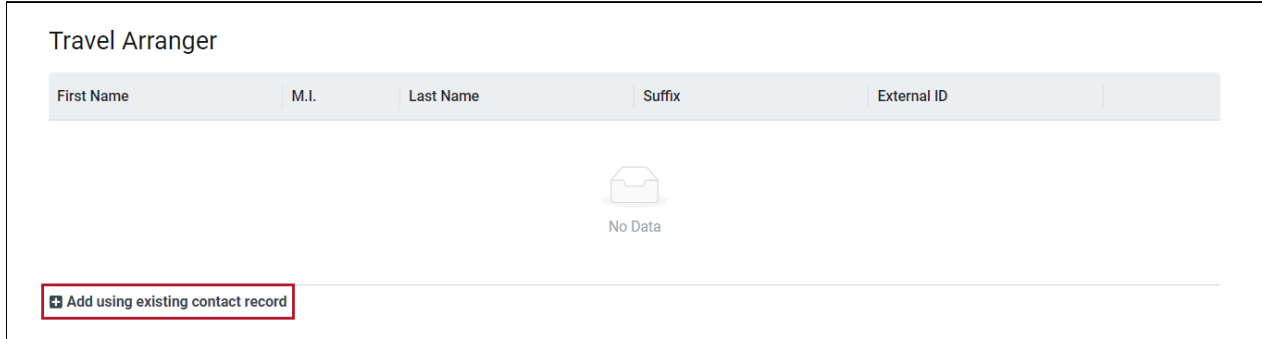 Travel Arranger
First Name M.I. Last Name Suffix External ID
No Data
Add using existing contact record